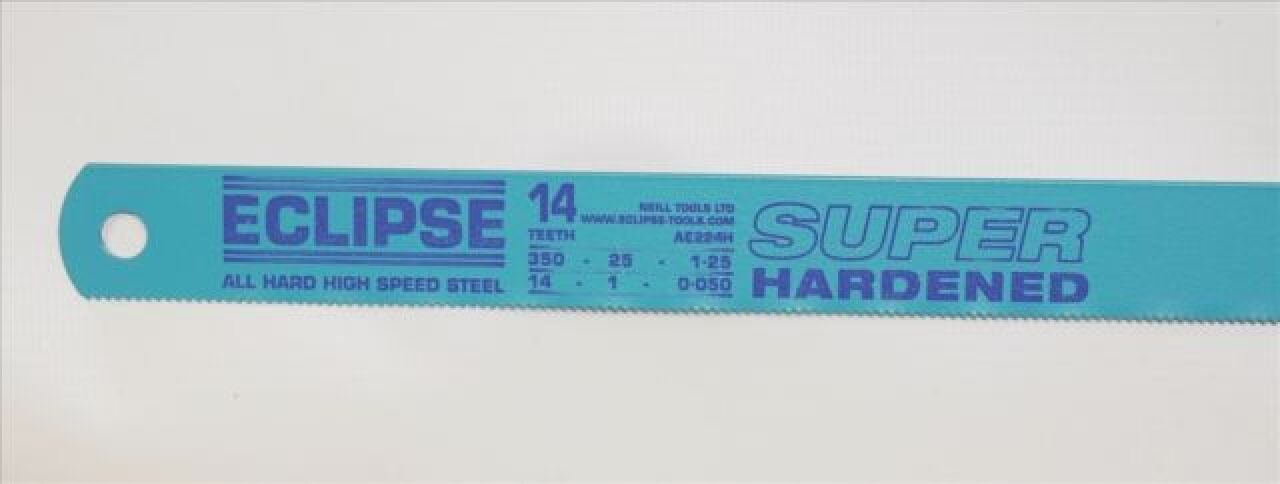 ECLIPSE
ALL HARD HIGH SPEED STEEL
14
TEETH
NEILL TOOLS LTD
WWW.ECLIPSE-TOOLS.COM
AE224H
350 - 25 - 1·25
14 - 1 - 0·050
SUPER
HARDENED